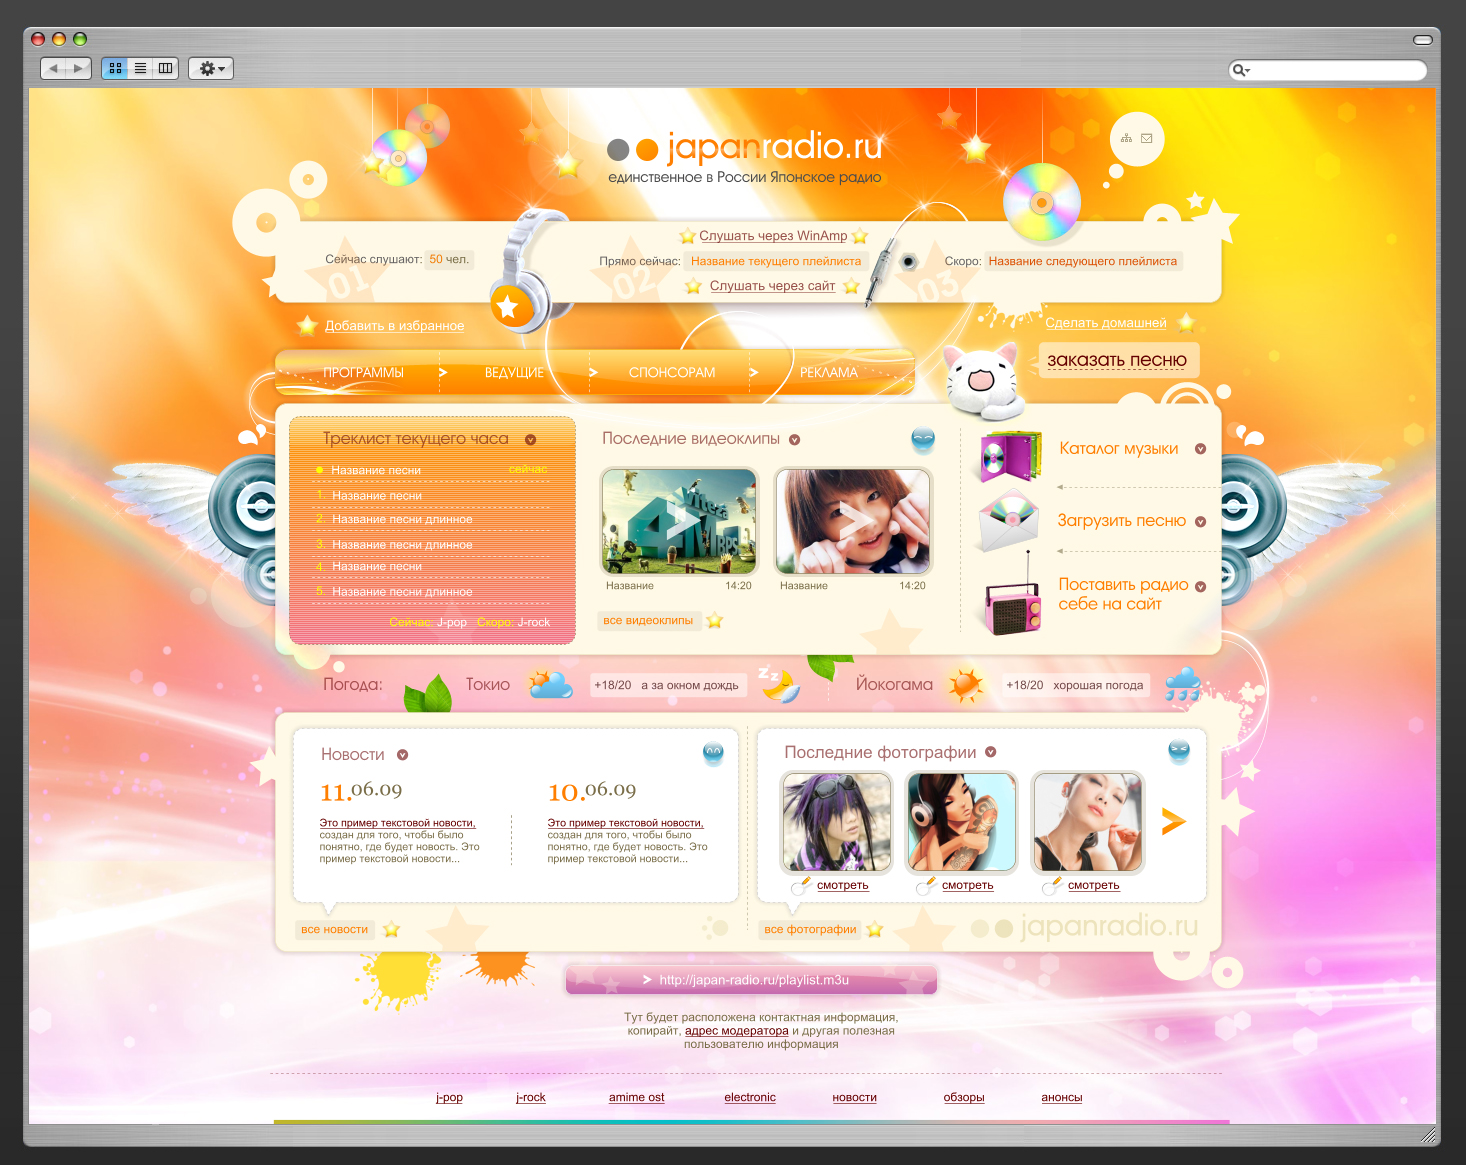 japanradio.ru
единственное в России Японское радио
Слушать через WinAmp
Сейчас слушают: 50 чел.
Прямо сейчас: Название текущего плейлиста
Скоро: Название следующего плейлиста
01
02
03
Слушать через сайт
Добавить в избранное
Сделать домашней
заказать песню
ПРОГРАММЫ
ВЕДУЩИЕ
СПОНСОРАМ
РЕКЛАМА
Треклист текущего часа
Название песни сейчас
1. Название песни
2. Название песни длинное
3. Название песни длинное
4. Название песни
5. Название песни длинное
Сейчас: J-pop Скоро: J-rock
Последние видеоклипы
Viteza
4
MBPS
Название 14:20
Название 14:20
все видеоклипы
Каталог музыки
Загрузить песню
Поставить радио
себе на сайт
Погода:
Токио
+18/20 а за окном дождь
z z z
Йокогама
+18/20 хорошая погода
Новости
11.06.09
Это пример текстовой новости,
создан для того, чтобы было
понятно, где будет новость. Это
пример текстовой новости...
10.06.09
Это пример текстовой новости,
создан для того, чтобы было
понятно, где будет новость. Это
пример текстовой новости...
все новости
Последние фотографии
смотреть
смотреть
смотреть
все фотографии
japanradio.ru
http://japan-radio.ru/playlist.m3u
Тут будет расположена контактная информация,
копирайт, адрес модератора и другая полезная
пользователю информация
j-pop
j-rock
amime ost
electronic
новости
обзоры
анонсы